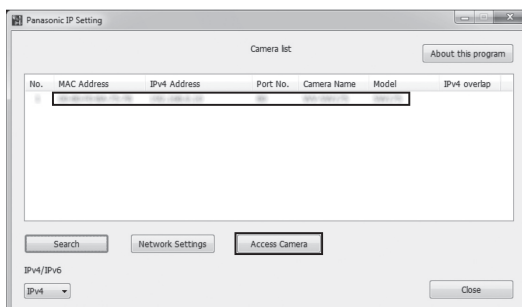 Panasonic IP Setting
Camera list
About this program
No. MAC Address IPv4 Address Port No. Camera Name Model IPv4 overlap
Search Network Settings Access Camera
IPv4/IPv6
IPv4 Close